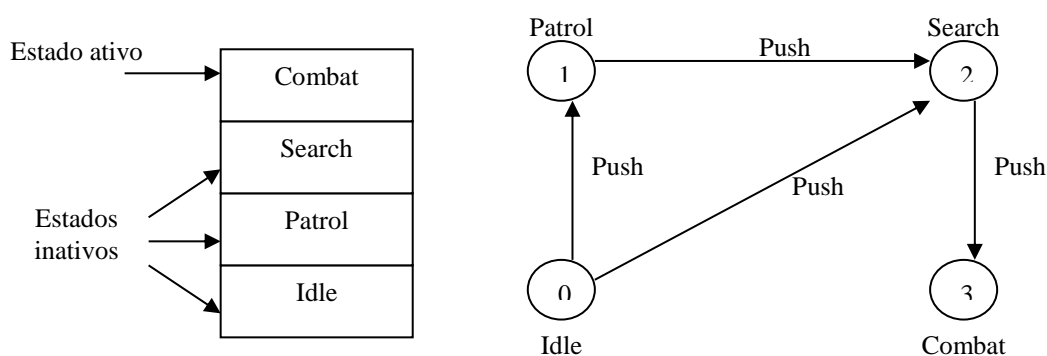 Estado ativo
Combat
Search
Patrol
Idle
Estados
inativos
Patrol
Search
Push
1
2
Push
Push
Push
0
3
Idle
Combat